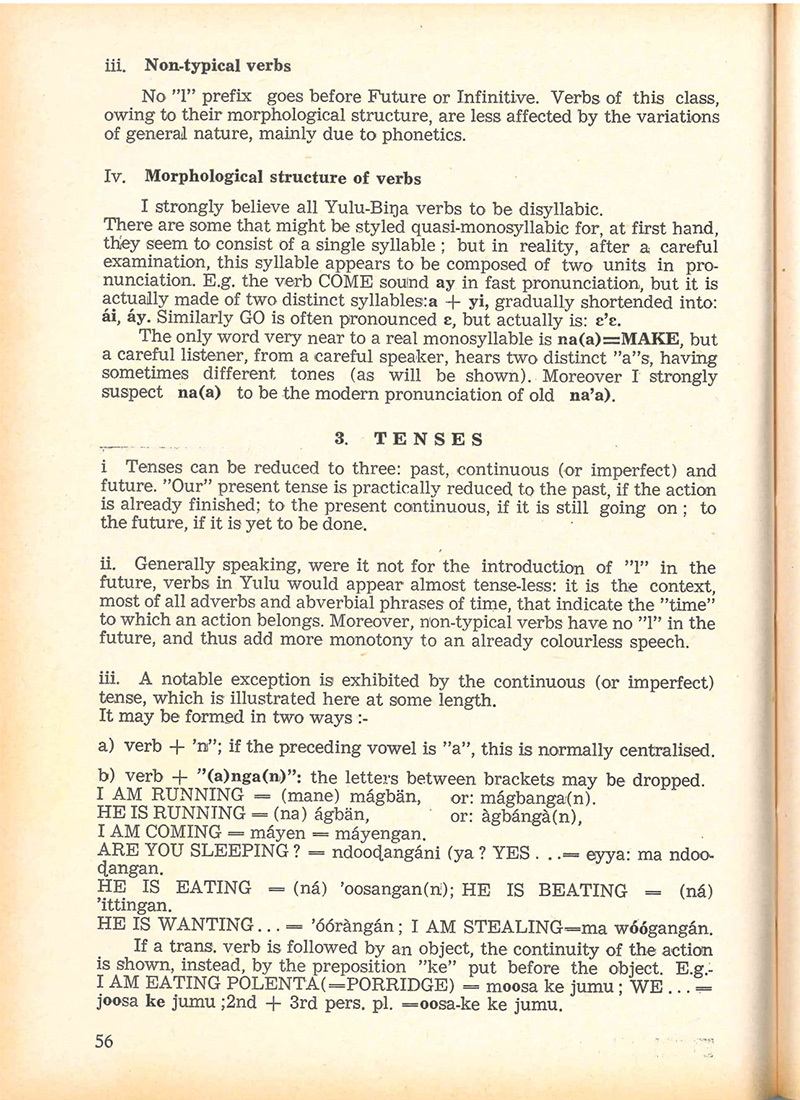 iii. Non-typical verbs
No ”l” prefix goes before Future or Infinitive. Verbs of this class,
owing to their morphological structure, are less affected by the variations
of general nature, mainly due to phonetics.
Iv. Morphological structure of verbs
I strongly believe all Yulu-Biŋa verbs to be disyllabic.
There are some that might be styled quasi-monosyllabic for, at first hand,
they seem to consist of a single syllable ; but in reality, after a careful
examination, this syllable appears to be composed of two units in pro-
nunciation. E.g. the verb COME sound ay in fast pronunciation, but it is
actually made of two distinct syllables:a + yi, gradually shortended into:
ái, áy. Similarly GO is often pronounced ɛ, but actually is: ɛ’ɛ.
The only word very near to a real monosyllable is na(a)=MAKE, but
a careful listener, from a careful speaker, hears two distinct ”a”s, having
sometimes different tones (as will be shown). Moreover I strongly
suspect na(a) to be the modern pronunciation of old na’a).
3. TENSES
i Tenses can be reduced to three: past, continuous (or imperfect) and
future. ”Our” present tense is practically reduced to the past, if the action
is already finished; to the present continuous, if it is still going on ; to
the future, if it is yet to be done.
ii. Generally speaking, were it not for the introduction of ”l” in the
future, verbs in Yulu would appear almost tense-less: it is the context,
most of all adverbs and abverbial phrases of time, that indicate the ”time”
to which an action belongs. Moreover, non-typical verbs have no ”l” in the
future, and thus add more monotony to an already colourless speech.
iii. A notable exception is exhibited by the continuous (or imperfect)
tense, which is illustrated here at some length.
It may be formed in two ways :-
a) verb + ’n”; if the preceding vowel is ”a”, this is normally centralised.
b) verb + ”(a)nga(n)”: the letters between brackets may be dropped.
I AM RUNNING = (mane) mágbän, or: mágbanga(n).
HE IS RUNNING = (na) ágbän, or: àgbángà(n),
I AM COMING = máyen = máyengan.
ARE YOU SLEEPING ? = ndooḍangáni (ya ? YES . . .= eyya: ma ndoo-
ḍangan.
HE IS EATING = (ná) ’oosangan(n); HE IS BEATING = (ná)
’ittingan.
HE IS WANTING . . . = ’óóràngán ; I AM STEALING=ma wóógangán.
If a trans. verb is followed by an object, the continuity of the action
is shown, instead, by the preposition ”ke” put before the object. E.g.-
I AM EATING POLENTA(=PORRIDGE) = moosa ke jumu ; WE . . . =
joosa ke jumu ;2nd + 3rd pers. pl. =oosa-ke ke jumu.
56